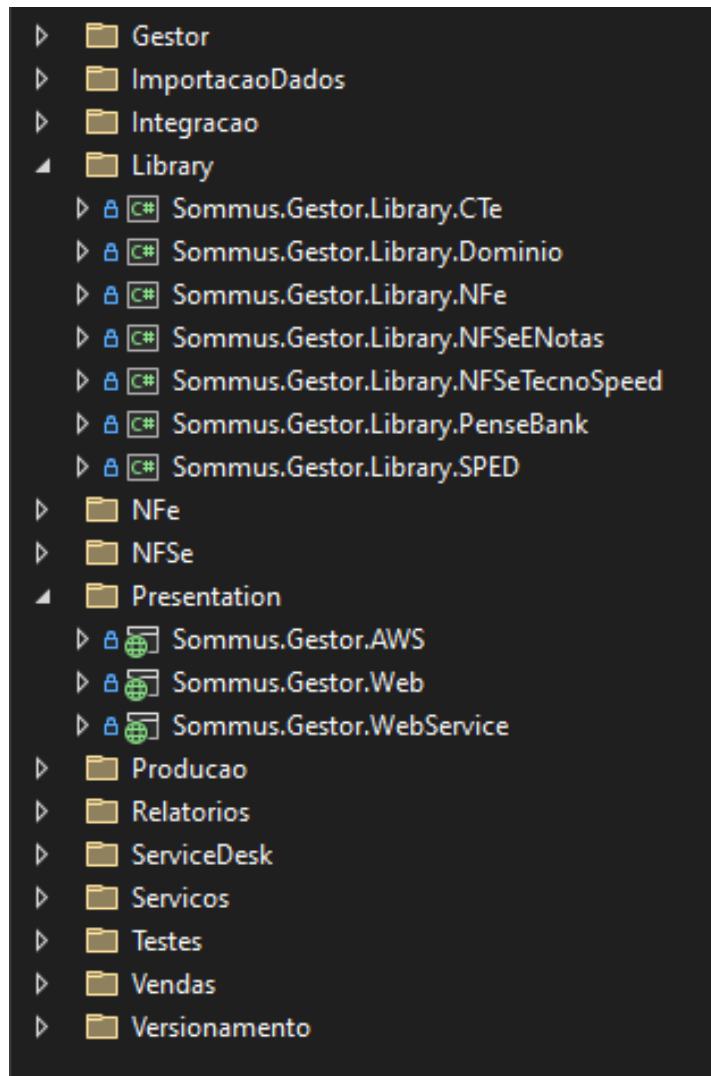 Gestor
ImportacaoDados
Integracao
Library
C# Sommus.Gestor.Library.CTe
C# Sommus.Gestor.Library.Dominio
C# Sommus.Gestor.Library.NFe
C# Sommus.Gestor.Library.NFSeENotas
C# Sommus.Gestor.Library.NFSeTecnoSpeed
C# Sommus.Gestor.Library.PenseBank
C# Sommus.Gestor.Library.SPED
NFe
NFSe
Presentation
Sommus.Gestor.AWS
Sommus.Gestor.Web
Sommus.Gestor.WebService
Producao
Relatorios
ServiceDesk
Servicos
Testes
Vendas
Versionamento